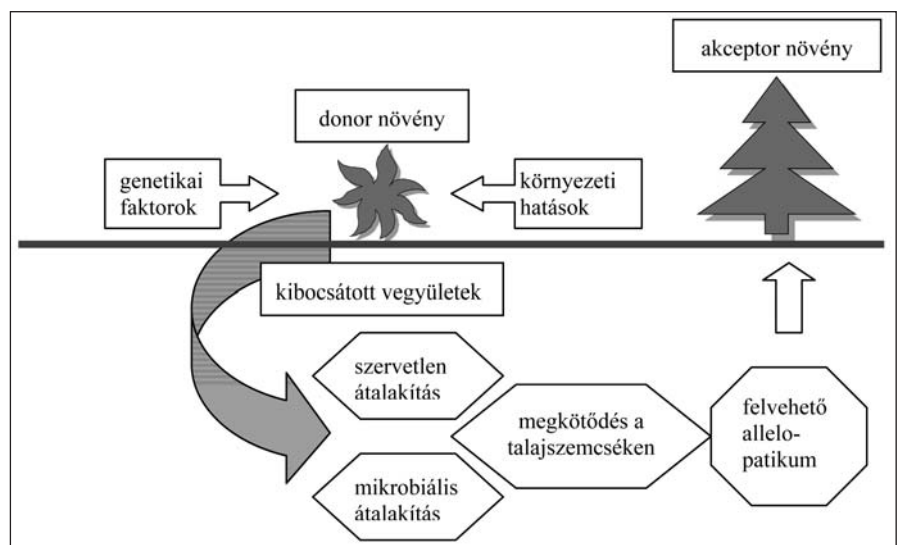 akceptor növény
donor növény
genetikai
faktorok
környezeti
hatások
kibocsátott vegyületek
szervetlen
átalakítás
megkötődés a
talajszemcséken
felvehető
allelo-
patikum
mikrobiális
átalakítás